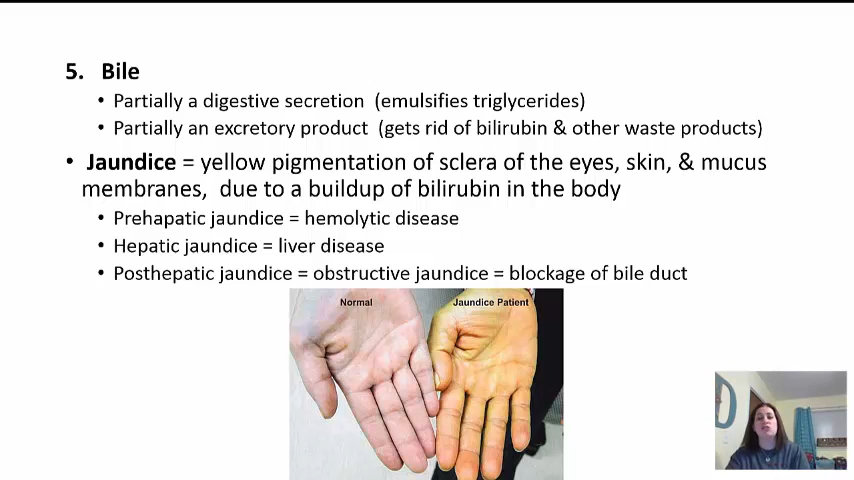 5. Bile
• Partially a digestive secretion (emulsifies triglycerides)
• Partially an excretory product (gets rid of bilirubin & other waste products)
• Jaundice = yellow pigmentation of sclera of the eyes, skin, & mucus
membranes, due to a buildup of bilirubin in the body
• Prehapatic jaundice = hemolytic disease
• Hepatic jaundice = liver disease
• Posthepatic jaundice = obstructive jaundice = blockage of bile duct
Normal
Jaundice Patient
D